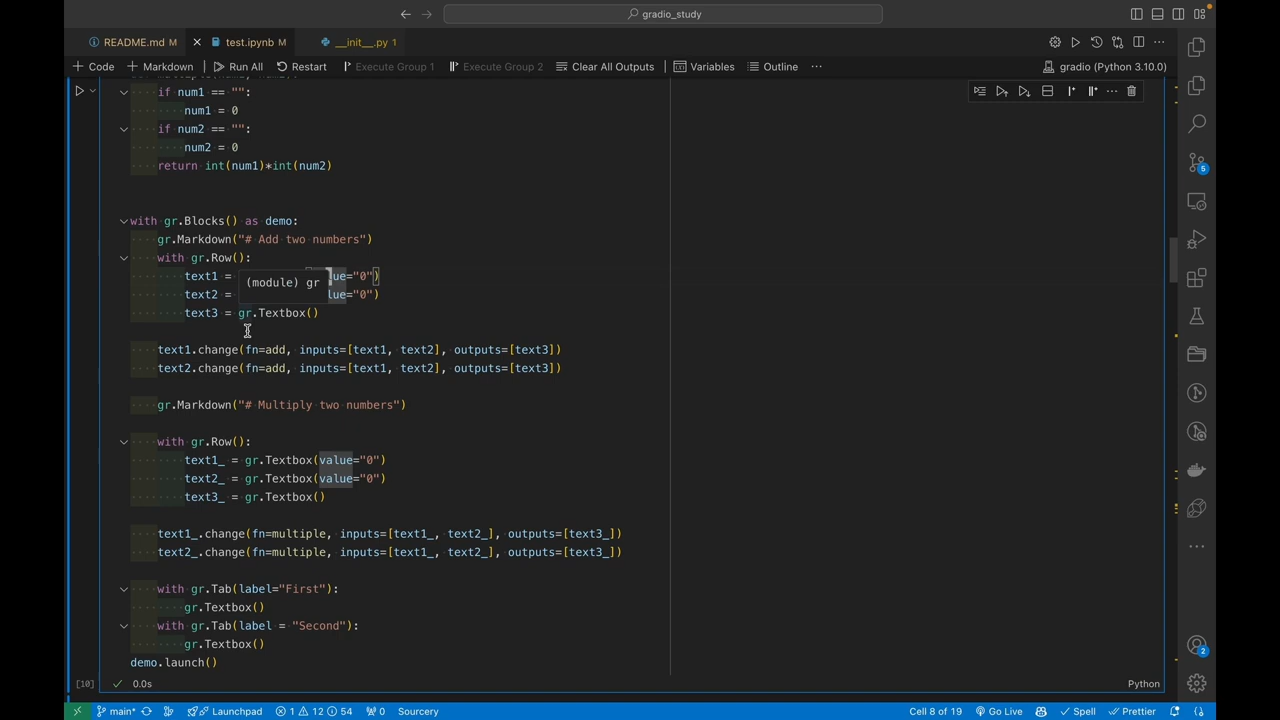 gradio_study
README.md M
test.ipynb M
__init__.py 1
Code
Markdown
Run All
Restart
Execute Group 1
Execute Group 2
Clear All Outputs
Variables
Outline
gradio (Python 3.10.0)
if num1 == "":
num1 = 0
if num2 == "":
num2 = 0
return int(num1)*int(num2)
with gr.Blocks() as demo:
gr.Markdown("# Add two numbers")
with gr.Row():
text1 = ue="0")
(module) gr
text2 = lue="0")
text3 = gr.Textbox()
text1.change(fn=add, inputs=[text1, text2], outputs=[text3])
text2.change(fn=add, inputs=[text1, text2], outputs=[text3])
gr.Markdown("# Multiply two numbers")
with gr.Row():
text1_ = gr.Textbox(value="0")
text2_ = gr.Textbox(value="0")
text3_ = gr.Textbox()
text1_.change(fn=multiple, inputs=[text1_, text2_], outputs=[text3_])
text2_.change(fn=multiple, inputs=[text1_, text2_], outputs=[text3_])
with gr.Tab(label="First"):
gr.Textbox()
with gr.Tab(label = "Second"):
gr.Textbox()
demo.launch()
[10]
0.0s
Python
5
2
main*
Launchpad
1
12
54
0
Sourcery
Cell 8 of 19
Go Live
Spell
Prettier